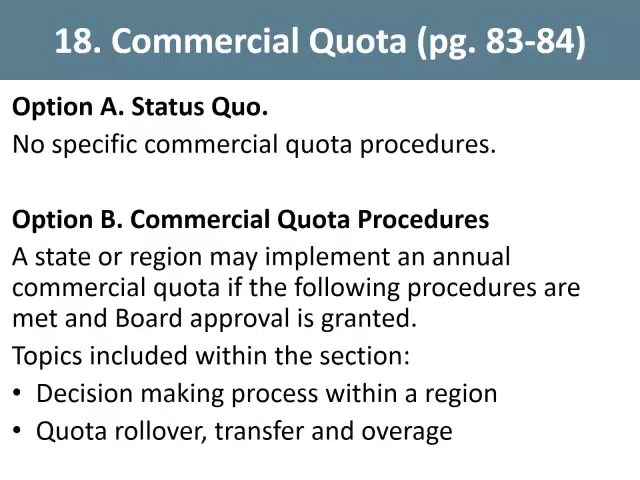 18. Commercial Quota (pg. 83-84)
Option A. Status Quo.
No specific commercial quota procedures.
Option B. Commercial Quota Procedures
A state or region may implement an annual
commercial quota if the following procedures are
met and Board approval is granted.
Topics included within the section:
• Decision making process within a region
• Quota rollover, transfer and overage